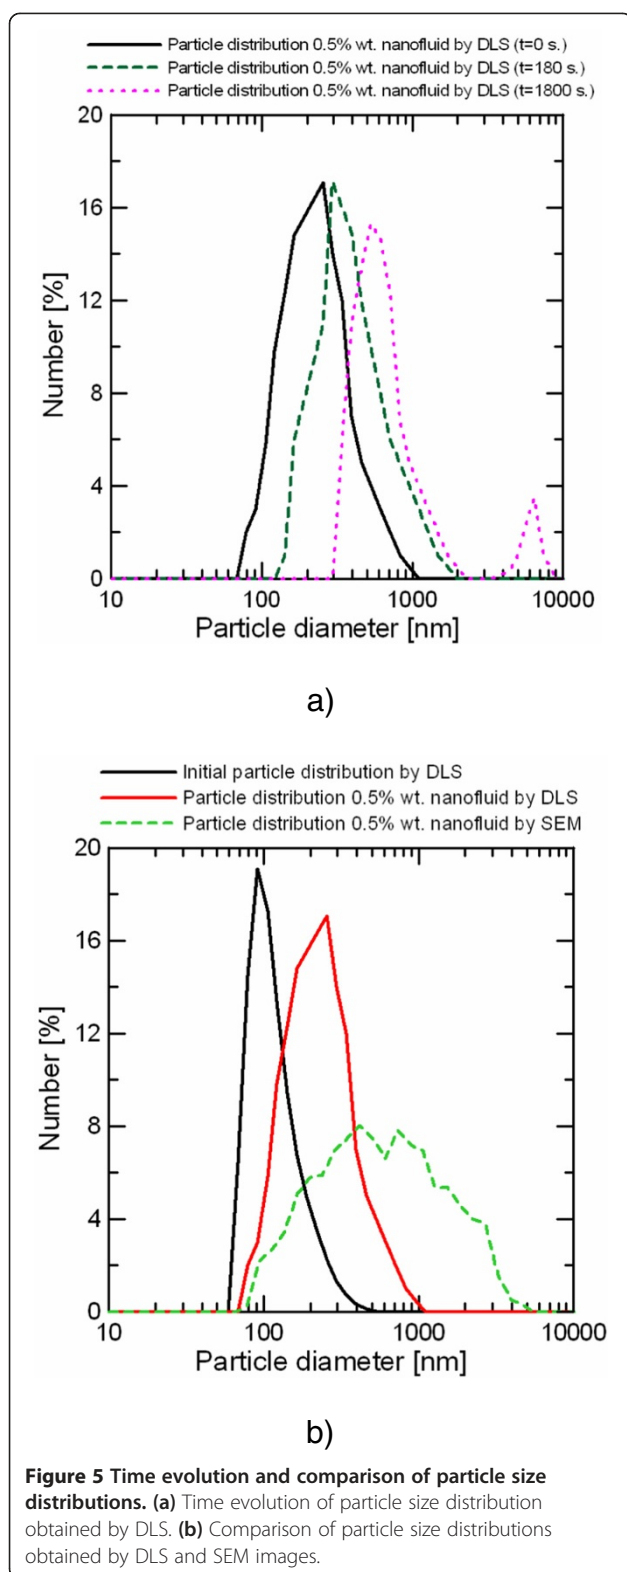 Particle distribution 0.5% wt. nanofluid by DLS (t=0 s.)
Particle distribution 0.5% wt. nanofluid by DLS (t=180 s.)
Particle distribution 0.5% wt. nanofluid by DLS (t=1800 s.)
20
16
12
8
4
0
Number [%]
10 100 1000 10000
Particle diameter [nm]
a)
Initial particle distribution by DLS
Particle distribution 0.5% wt. nanofluid by DLS
Particle distribution 0.5% wt. nanofluid by SEM
20
16
12
8
4
0
Number [%]
10 100 1000 10000
Particle diameter [nm]
b)
Figure 5 Time evolution and comparison of particle size
distributions. (a) Time evolution of particle size distribution
obtained by DLS. (b) Comparison of particle size distributions
obtained by DLS and SEM images.